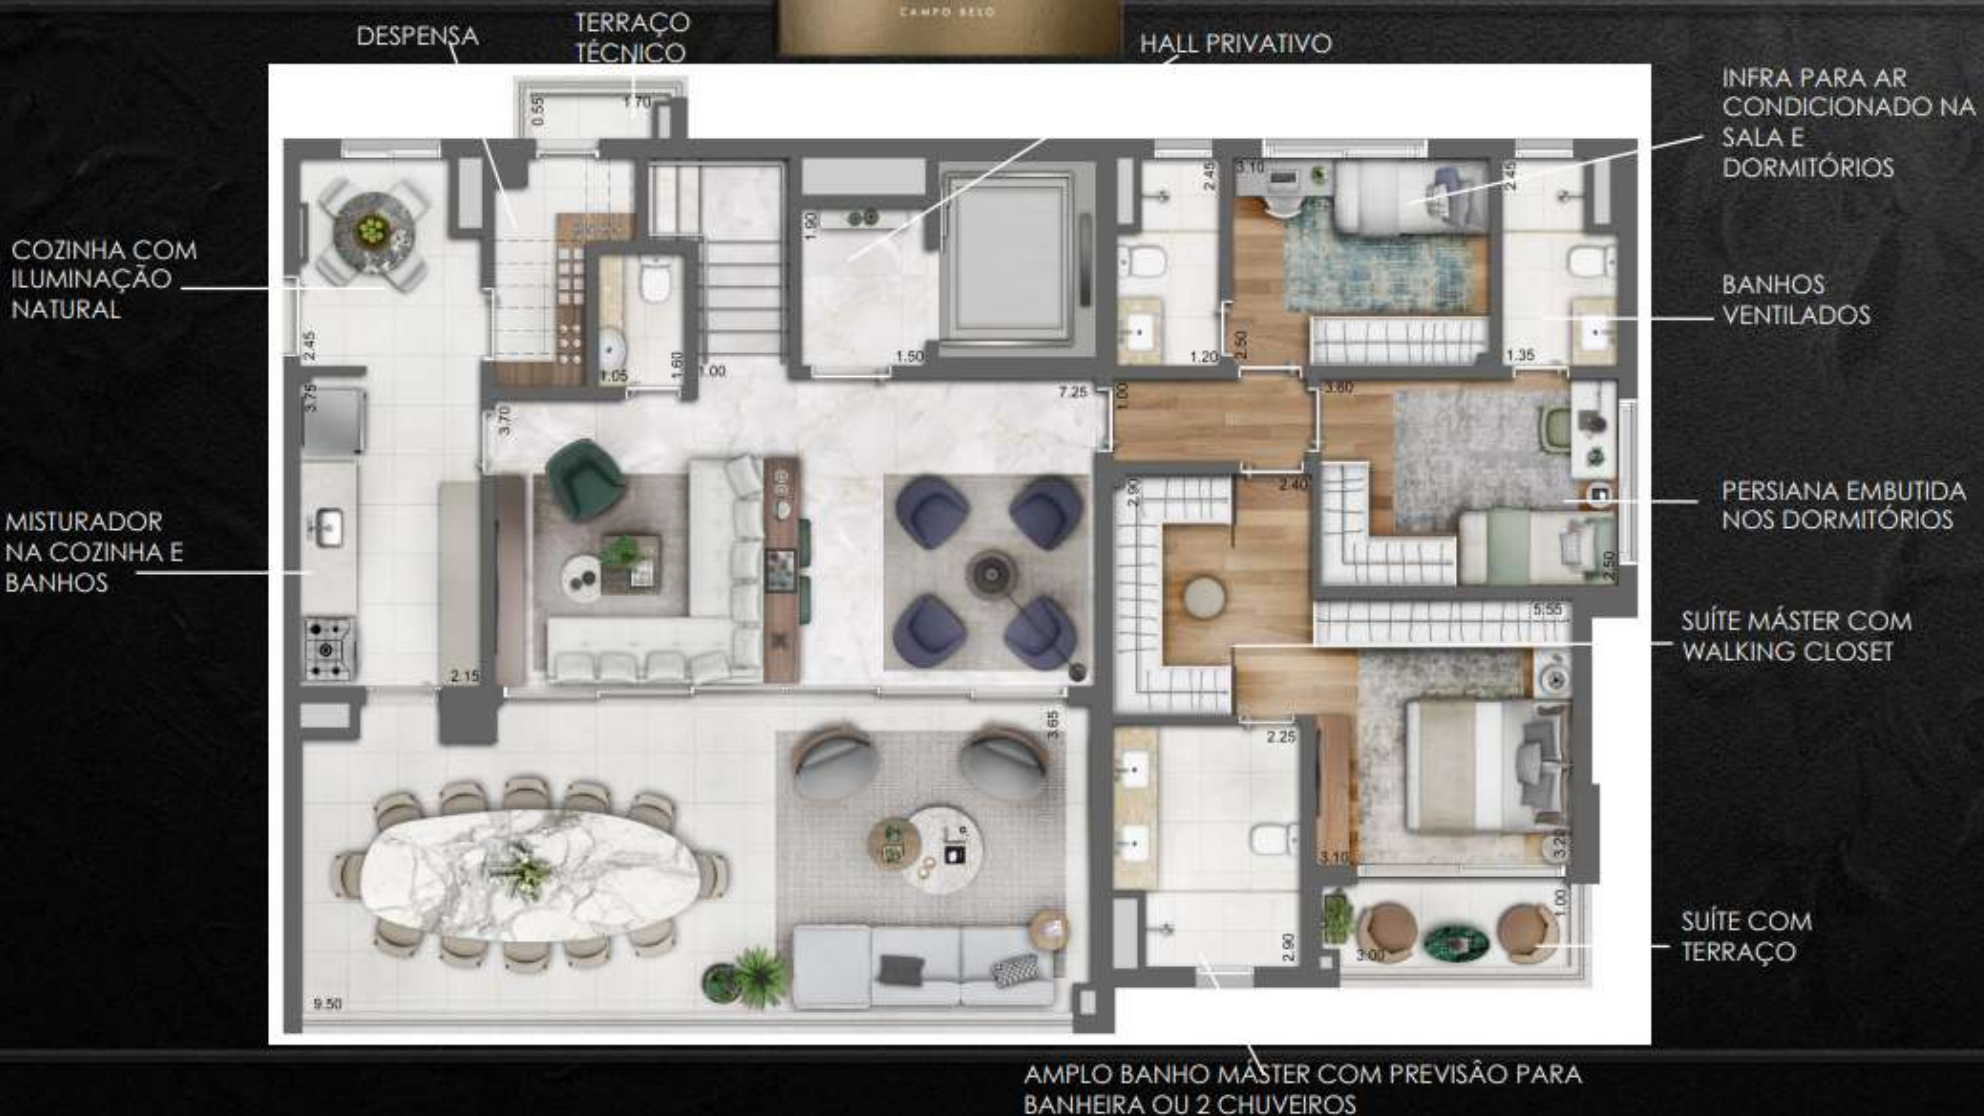 CAMPO BELO
DESPENSA
TERRAÇO
TÉCNICO
HALL PRIVATIVO
INFRA PARA AR
CONDICIONADO NA
SALA E
DORMITÓRIOS
COZINHA COM
ILUMINAÇÃO
NATURAL
BANHOS
VENTILADOS
MISTURADOR
NA COZINHA E
BANHOS
PERSIANA EMBUTIDA
NOS DORMITÓRIOS
SUÍTE MÁSTER COM
WALKING CLOSET
SUÍTE COM
TERRAÇO
AMPLO BANHO MÁSTER COM PREVISÃO PARA
BANHEIRA OU 2 CHUVEIROS
0.55
1.70
2.45
3.10
2.45
1.90
2.45
1.05
1.60
1.00
1.50
1.20
2.50
1.35
3.75
3.70
7.25
1.00
3.60
2.90
2.40
2.50
5.55
2.15
3.65
2.25
3.10
3.20
1.00
2.90
3.00
9.50